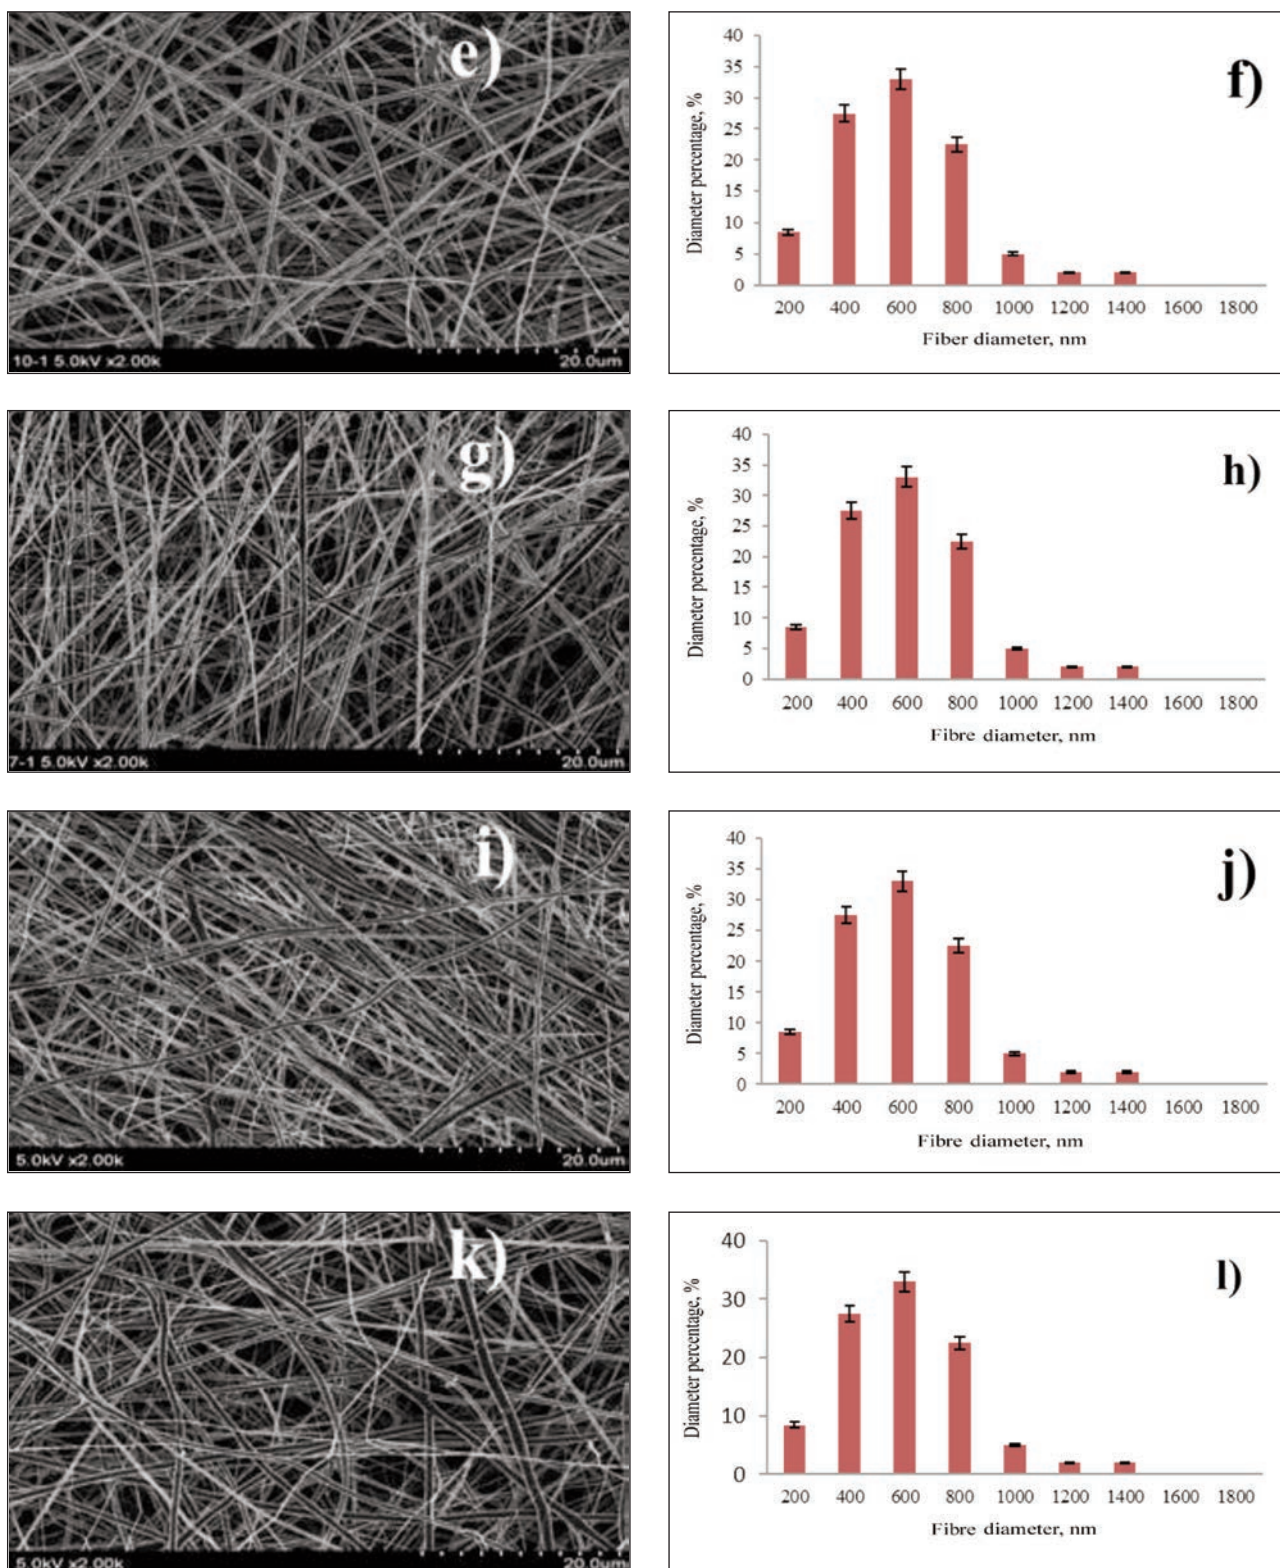 e)
10-1 5.0kV x2.00k 20.0um
f)
Diameter percentage, %
40
35
30
25
20
15
10
5
0
200 400 600 800 1000 1200 1400 1600 1800
Fiber diameter, nm
g)
7-1 5.0kV x2.00k 20.0um
h)
Diameter percentage, %
40
35
30
25
20
15
10
5
0
200 400 600 800 1000 1200 1400 1600 1800
Fibre diameter, nm
i)
5.0kV x2.00k 20.0um
j)
Diameter percentage, %
40
35
30
25
20
15
10
5
0
200 400 600 800 1000 1200 1400 1600 1800
Fibre diameter, nm
k)
5.0kV x2.00k 20.0um
l)
Diameter percentage, %
40
30
20
10
0
200 400 600 800 1000 1200 1400 1600 1800
Fibre diameter, nm